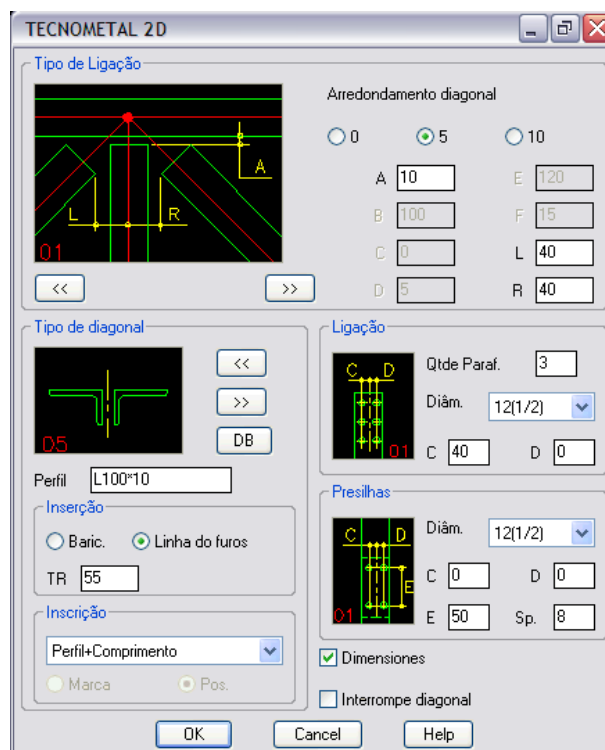 TECNOMETAL 2D
Tipo de Ligação
L R A
01
<< >>
Arredondamento diagonal
0 5 10
A 10 E 120
B 100 F 15
C 0 L 40
D 5 R 40
Tipo de diagonal
D5
<<
>>
DB
Perfil L100*10
Inserção
Baric. Linha do furos
TR 55
Inscrição
Perfil+Comprimento
Marca Pos.
Ligação
C D
01
Qtde Paraf. 3
Diâm. 12(1/2)
C 40 D 0
Presilhas
C D
E
01
Diâm. 12(1/2)
C 0 D 0
E 50 Sp. 8
Dimensiones
Interrompe diagonal
OK Cancel Help